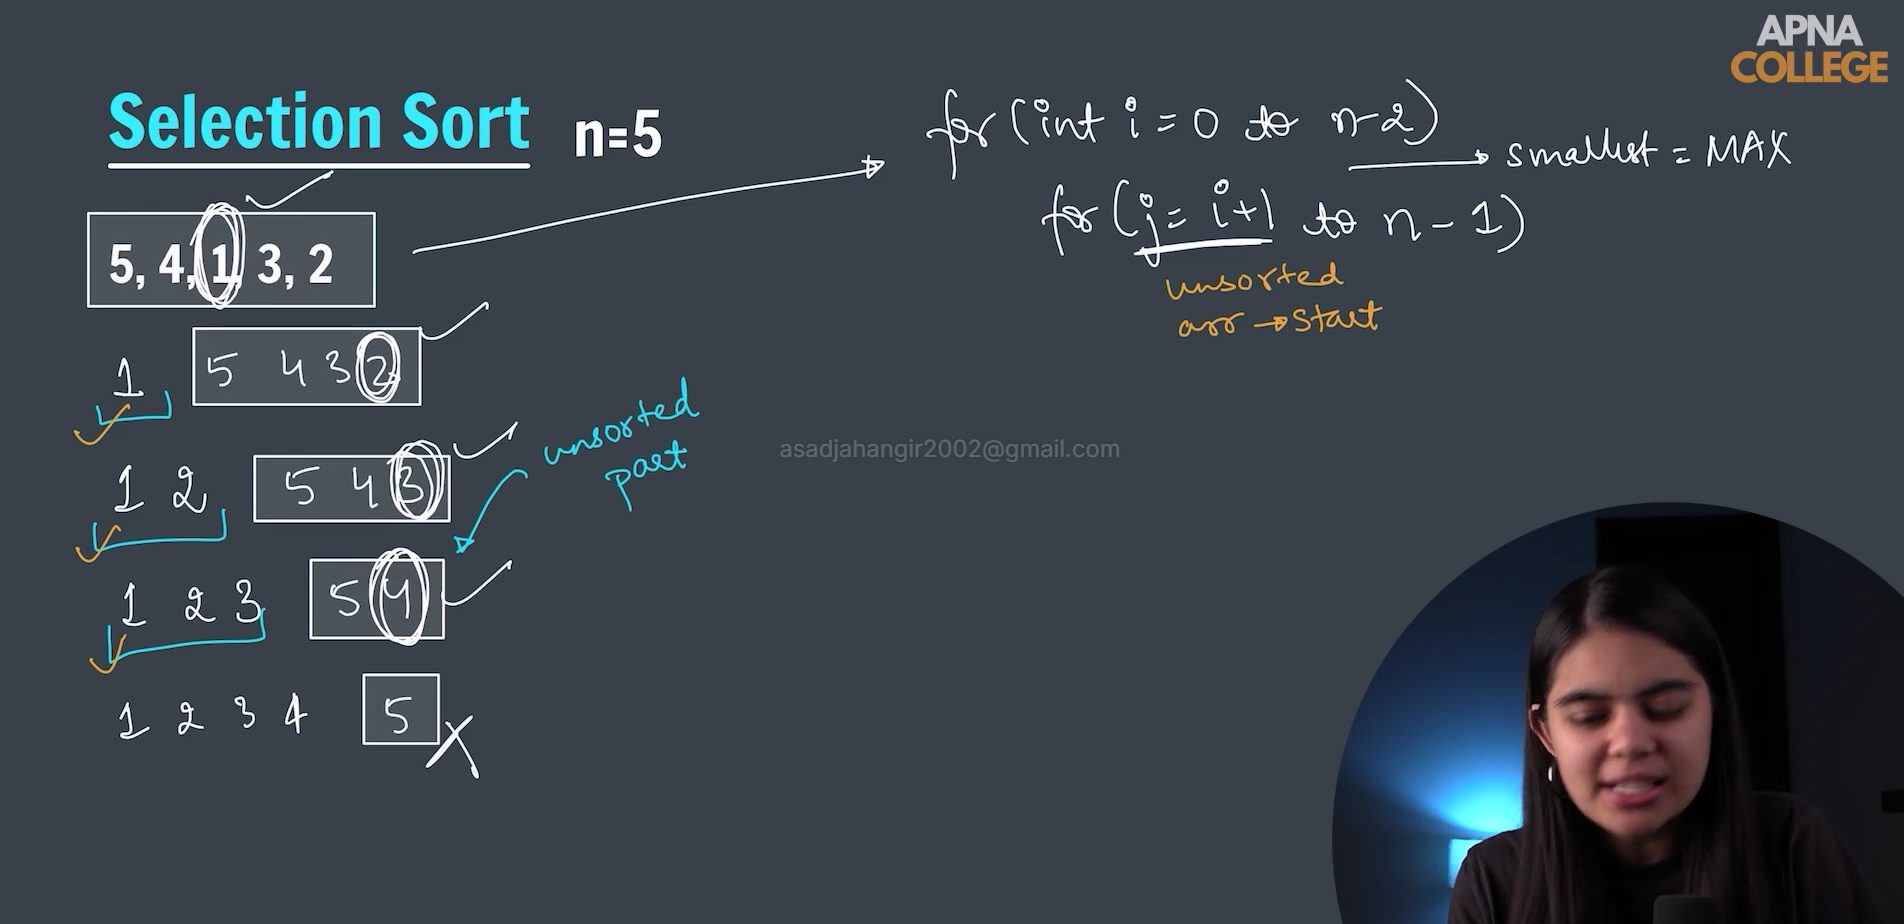 APNA
COLLEGE
Selection Sort n=5
5, 4, 1, 3, 2
1 5 4 3 2
1 2 5 4 3
1 2 3 5 4
1 2 3 4 5
unsorted
part
for (int i = 0 to n-2)
smallest = MAX
for (j = i+1 to n-1)
unsorted
arr → start
asadjahangir2002@gmail.com